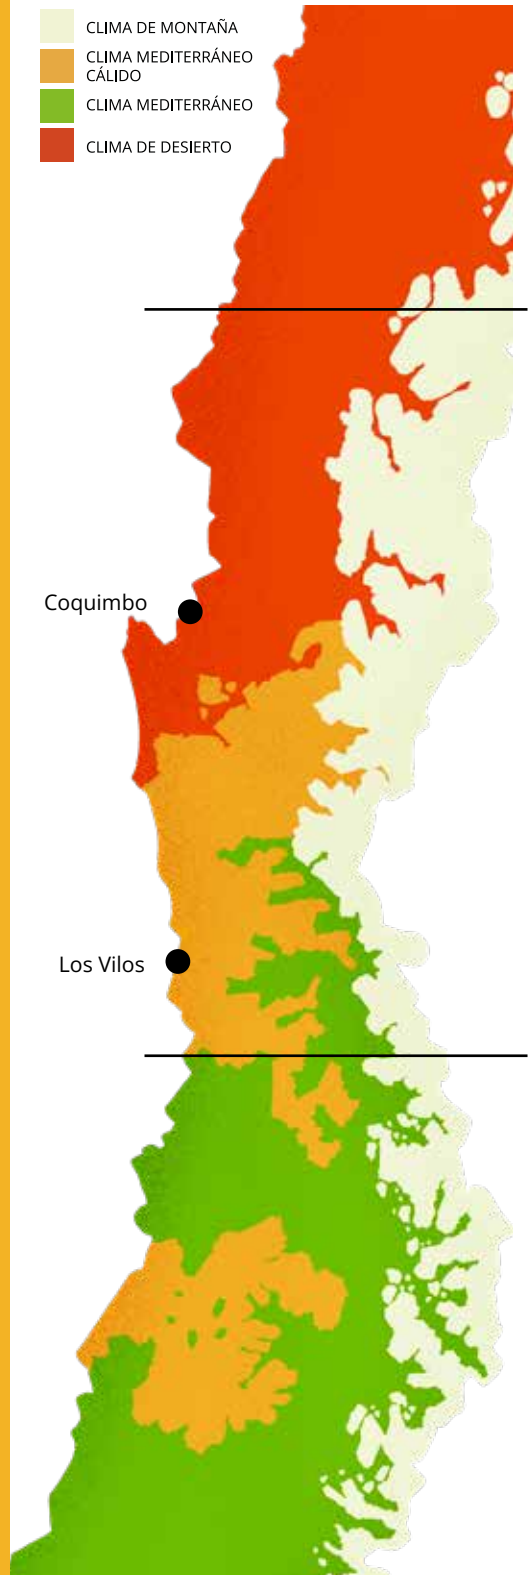 CLIMA DE MONTAÑA
CLIMA MEDITERRÁNEO
CÁLIDO
CLIMA MEDITERRÁNEO
CLIMA DE DESIERTO
Coquimbo
Los Vilos